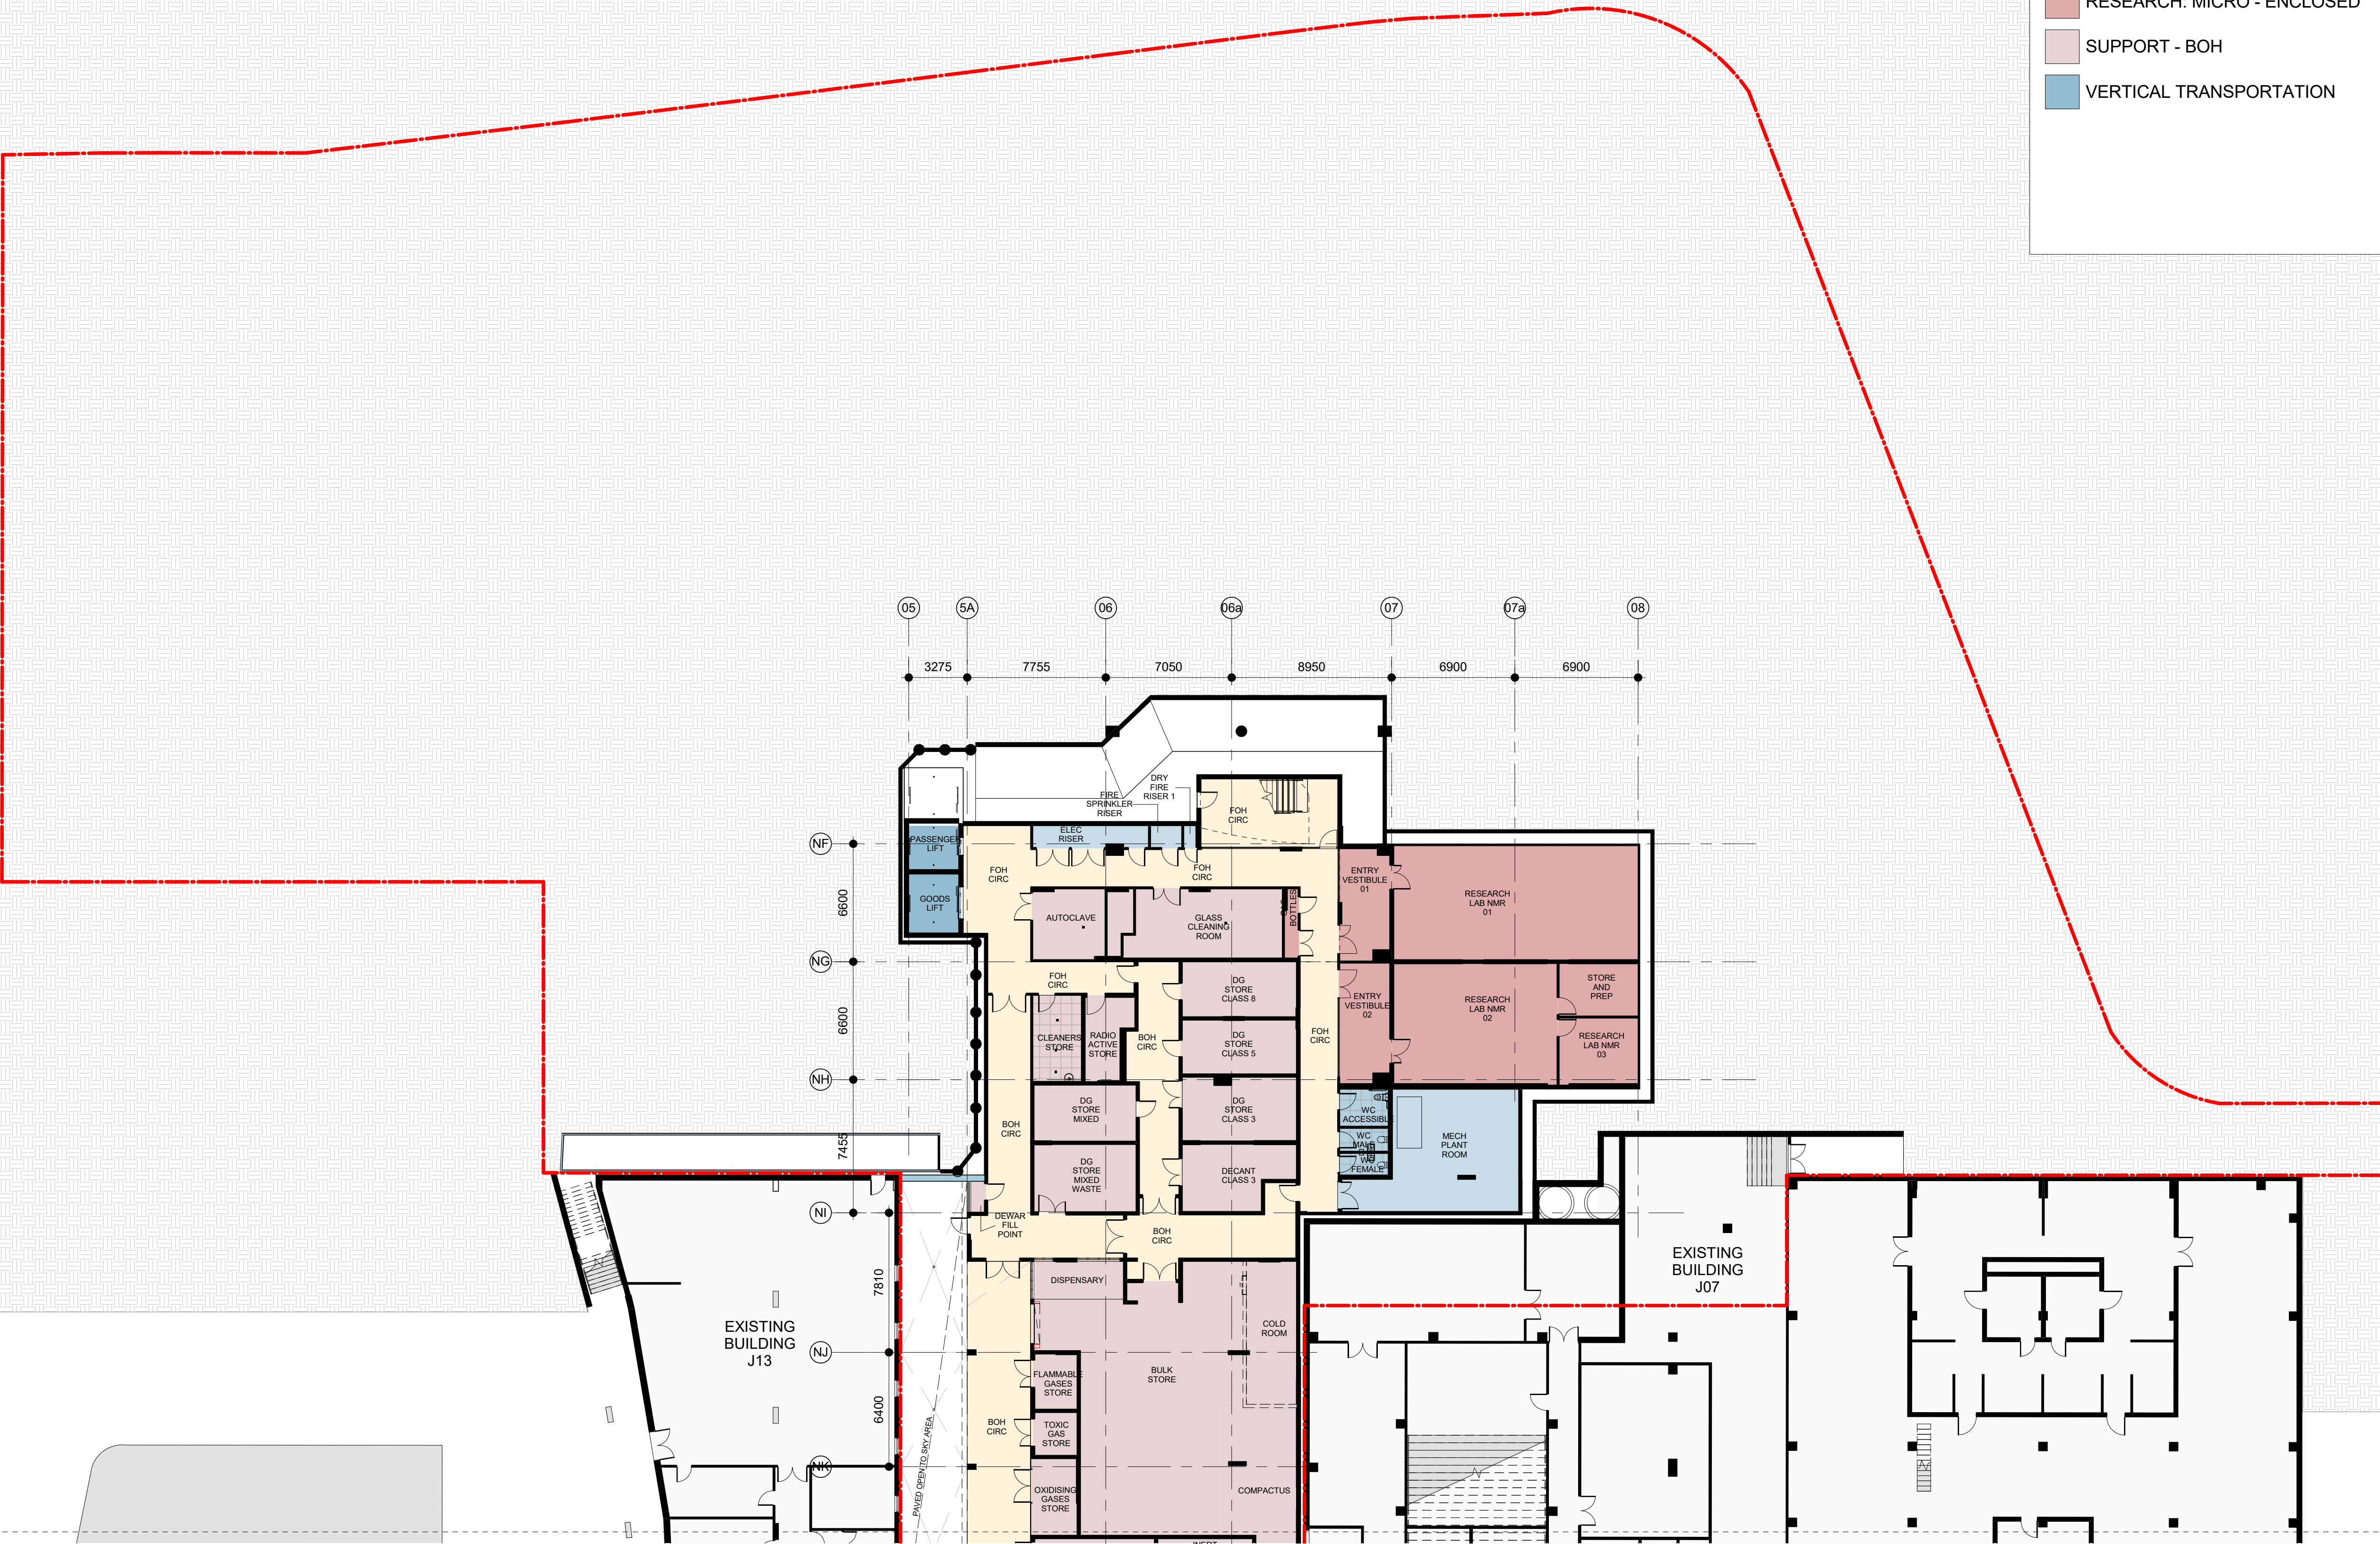 RESEARCH: MICRO - ENCLOSED
SUPPORT - BOH
VERTICAL TRANSPORTATION
05
5A
06
06a
07
07a
08
3275
7755
7050
8950
6900
6900
DRY
FIRE
RISER 1
FIRE
SPRINKLER
RISER
FOH
CIRC
ELEC
RISER
NF
PASSENGER
LIFT
FOH
CIRC
FOH
CIRC
ENTRY
VESTIBULE
01
RESEARCH
LAB NMR
01
6600
GOODS
LIFT
AUTOCLAVE
GLASS
CLEANING
ROOM
BOTTLES
NG
FOH
CIRC
DG
STORE
CLASS 8
ENTRY
VESTIBULE
02
RESEARCH
LAB NMR
02
STORE
AND
PREP
6600
CLEANERS
STORE
RADIO
ACTIVE
STORE
BOH
CIRC
DG
STORE
CLASS 5
FOH
CIRC
RESEARCH
LAB NMR
03
NH
DG
STORE
MIXED
DG
STORE
CLASS 3
WC
ACCESSIBLE
BOH
CIRC
7455
WC
MALE
WC
FEMALE
MECH
PLANT
ROOM
DG
STORE
MIXED
WASTE
DECANT
CLASS 3
NI
DEWAR
FILL
POINT
BOH
CIRC
EXISTING
BUILDING
J07
7810
DISPENSARY
EXISTING
BUILDING
J13
COLD
ROOM
NJ
FLAMMABLE
GASES
STORE
BULK
STORE
6400
BOH
CIRC
TOXIC
GAS
STORE
PAVED OPEN TO SKY AREA
NK
OXIDISING
GASES
STORE
COMPACTUS